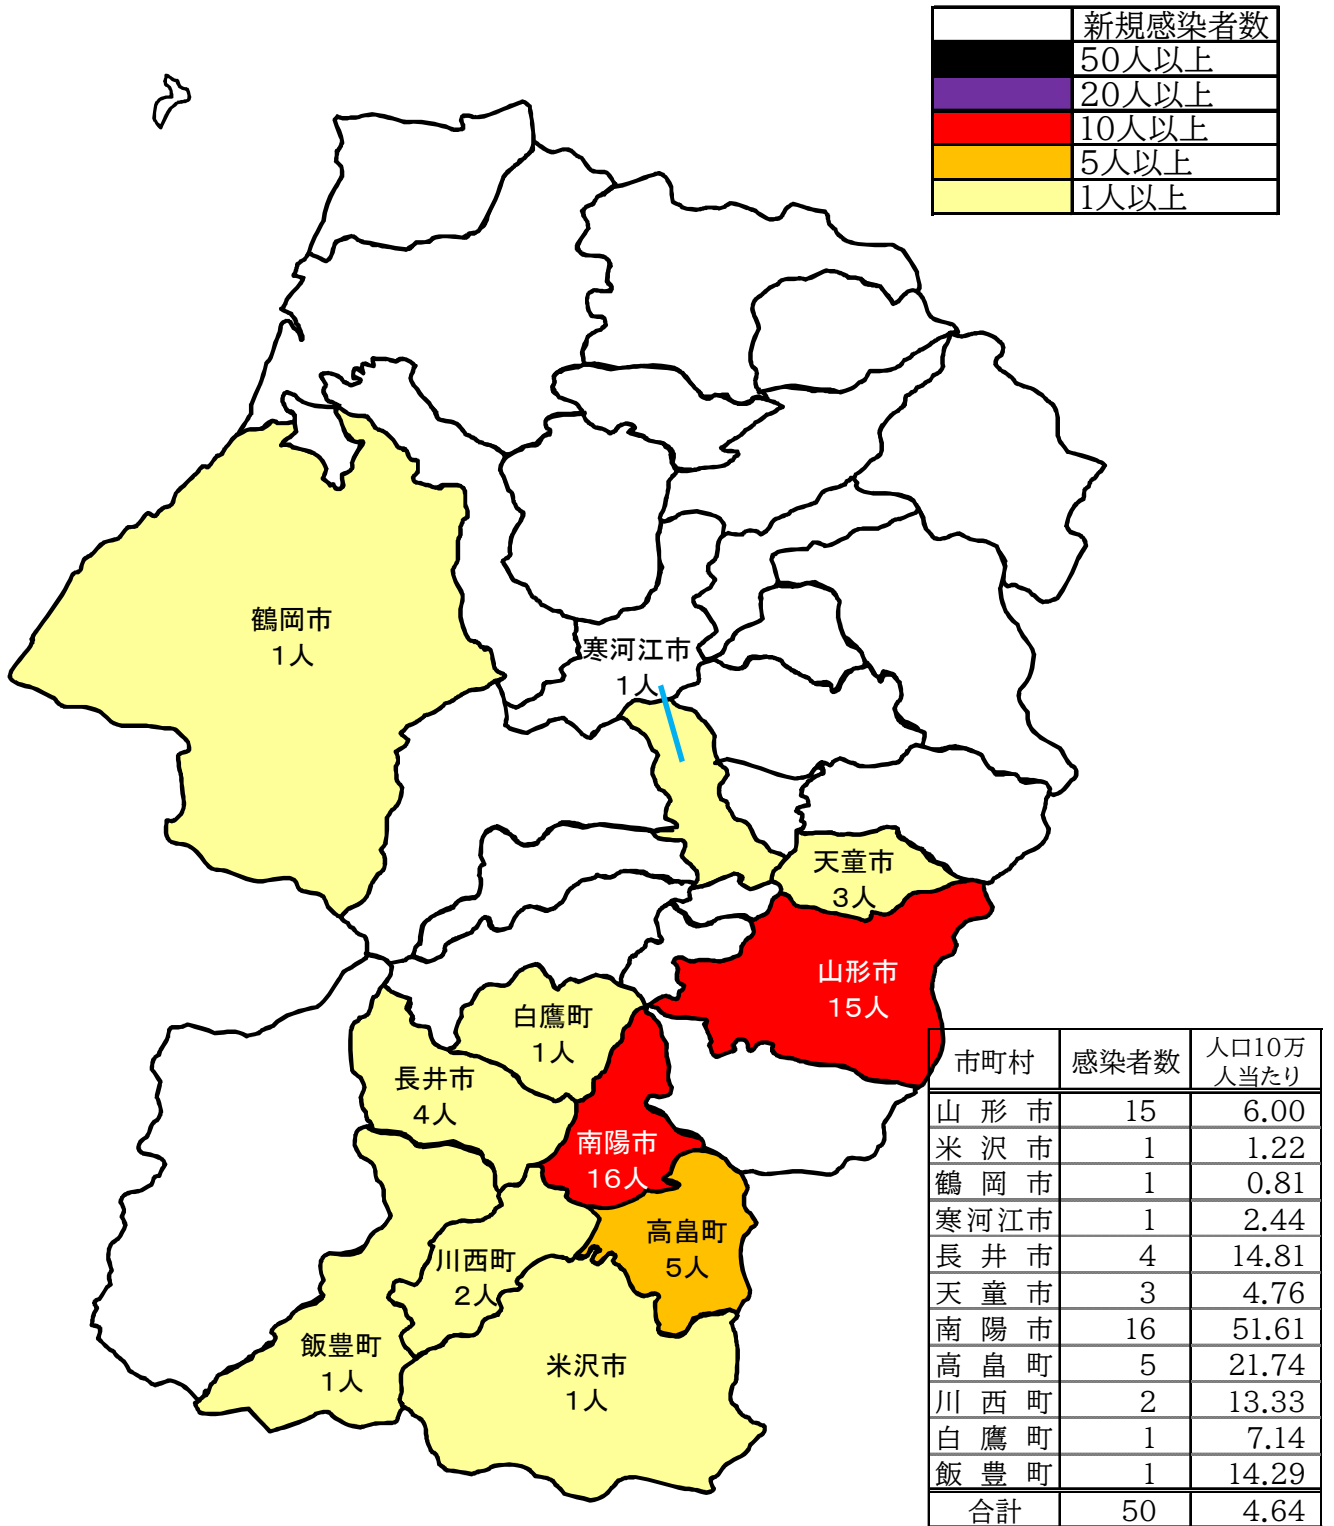 新規感染者数
50人以上
20人以上
10人以上
5人以上
1人以上
鶴岡市
1人
寒河江市
1人
天童市
3人
山形市
15人
白鷹町
1人
長井市
4人
南陽市
16人
高畠町
5人
川西町
2人
飯豊町
1人
米沢市
1人
市町村 感染者数 人口10万人当たり
山形市 15 6.00
米沢市 1 1.22
鶴岡市 1 0.81
寒河江市 1 2.44
長井市 4 14.81
天童市 3 4.76
南陽市 16 51.61
高畠町 5 21.74
川西町 2 13.33
白鷹町 1 7.14
飯豊町 1 14.29
合計 50 4.64